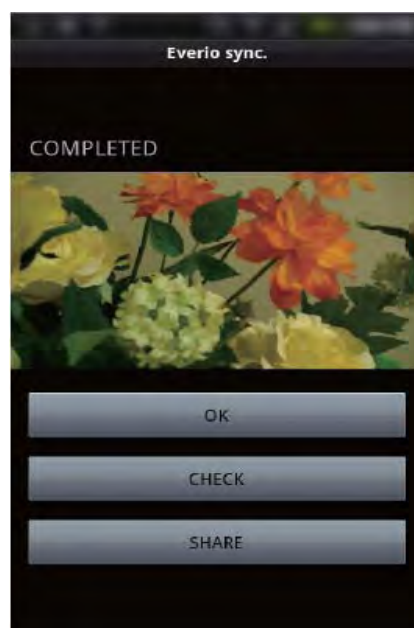 Everio sync.
COMPLETED
OK
CHECK
SHARE